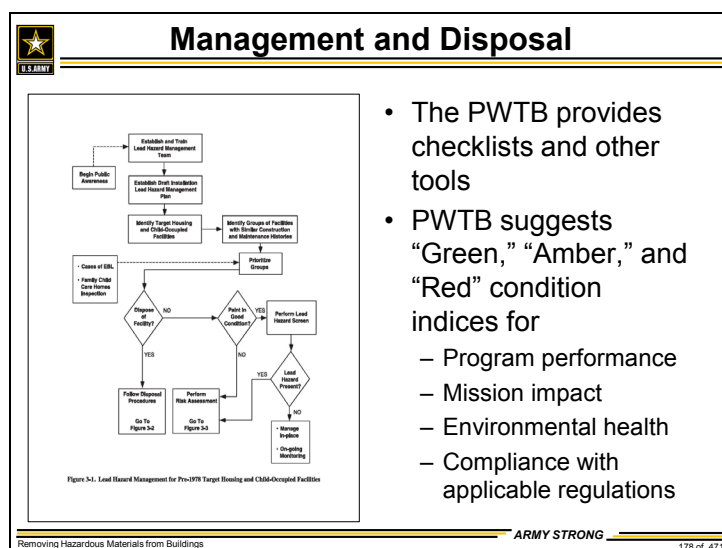 Management and Disposal
U.S.ARMY
Establish and Train
Lead Hazard Management
Team
Begin Public
Awareness
Establish Draft Installation
Lead Hazard Management
Plan
Identify Target Housing
and Child-Occupied
Facilities
Identify Groups of Facilities
with Similar Construction
and Maintenance Histories
• Cases of EBL
• Family Child
Care Homes
Inspection
Prioritize
Groups
Dispose
of
Facility?
NO
Paint in
Good
Condition?
YES
Perform Lead
Hazard Screen
YES
NO
YES
Lead
Hazard
Present?
Follow Disposal
Procedures
Go To
Figure 3-2
Perform
Risk Assessment
Go To
Figure 3-3
NO
• Manage
In-place
• On-going
Monitoring
Figure 3-1. Lead Hazard Management for Pre-1978 Target Housing and Child-Occupied Facilities
• The PWTB provides
checklists and other
tools
• PWTB suggests
“Green,” “Amber,” and
“Red” condition
indices for
– Program performance
– Mission impact
– Environmental health
– Compliance with
applicable regulations
ARMY STRONG
Removing Hazardous Materials from Buildings
178 of 471